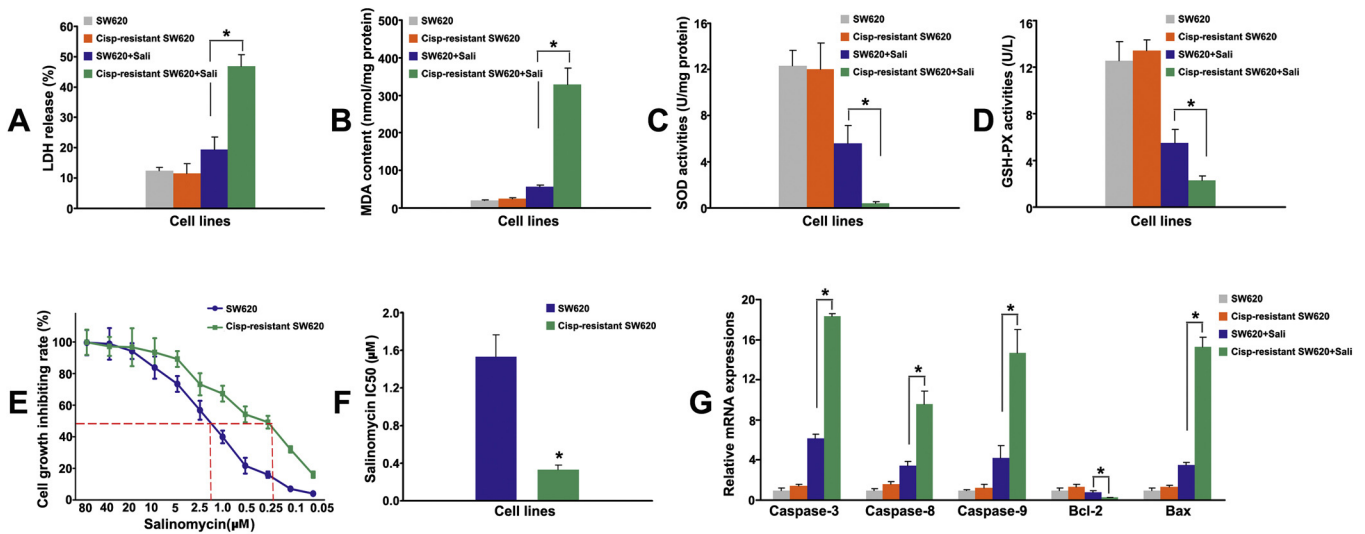 A
LDH release (%)
60
50
40
30
20
10
0
SW620
Cisp-resistant SW620
SW620+Sali
Cisp-resistant SW620+Sali
*
Cell lines
B
MDA content (nmol/mg protein)
500
400
300
200
100
0
SW620
Cisp-resistant SW620
SW620+Sali
Cisp-resistant SW620+Sali
*
Cell lines
C
SOD activities (U/mg protein)
16
12
8
4
0
SW620
Cisp-resistant SW620
SW620+Sali
Cisp-resistant SW620+Sali
*
Cell lines
D
GSH-PX activities (U/L)
16
12
8
4
0
SW620
Cisp-resistant SW620
SW620+Sali
Cisp-resistant SW620+Sali
*
Cell lines
E
Cell growth inhibiting rate (%)
100
80
60
40
20
0
SW620
Cisp-resistant SW620
80 40 20 10 5 2.5 1.0 0.5 0.25 0.1 0.05
Salinomycin(μM)
F
Salinomycin IC50 (μM)
2.0
1.6
1.2
0.8
0.4
0
SW620
Cisp-resistant SW620
*
Cell lines
G
Relative mRNA expressions
20
16
12
8
4
0
*
*
*
*
*
SW620
Cisp-resistant SW620
SW620+Sali
Cisp-resistant SW620+Sali
Caspase-3 Caspase-8 Caspase-9 Bcl-2 Bax